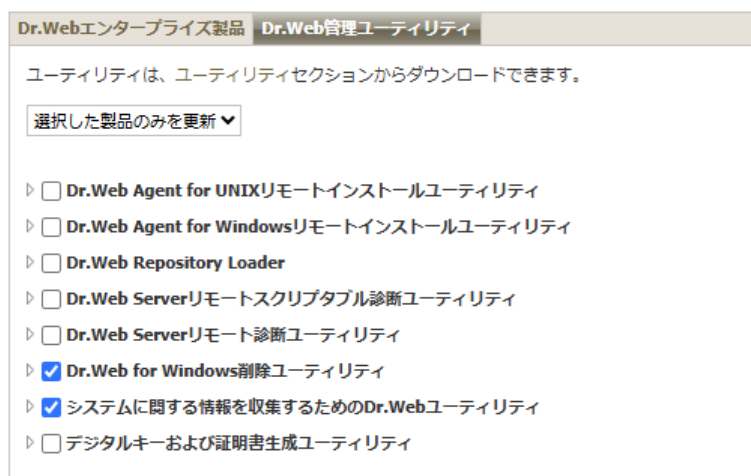 Dr.Webエンタープライズ製品 Dr.Web管理ユーティリティ
ユーティリティは、ユーティリティセクションからダウンロードできます。
選択した製品のみを更新
Dr.Web Agent for UNIXリモートインストールユーティリティ
Dr.Web Agent for Windowsリモートインストールユーティリティ
Dr.Web Repository Loader
Dr.Web Serverリモートスクリプタブル診断ユーティリティ
Dr.Web Serverリモート診断ユーティリティ
Dr.Web for Windows削除ユーティリティ
システムに関する情報を収集するためのDr.Webユーティリティ
デジタルキーおよび証明書生成ユーティリティ